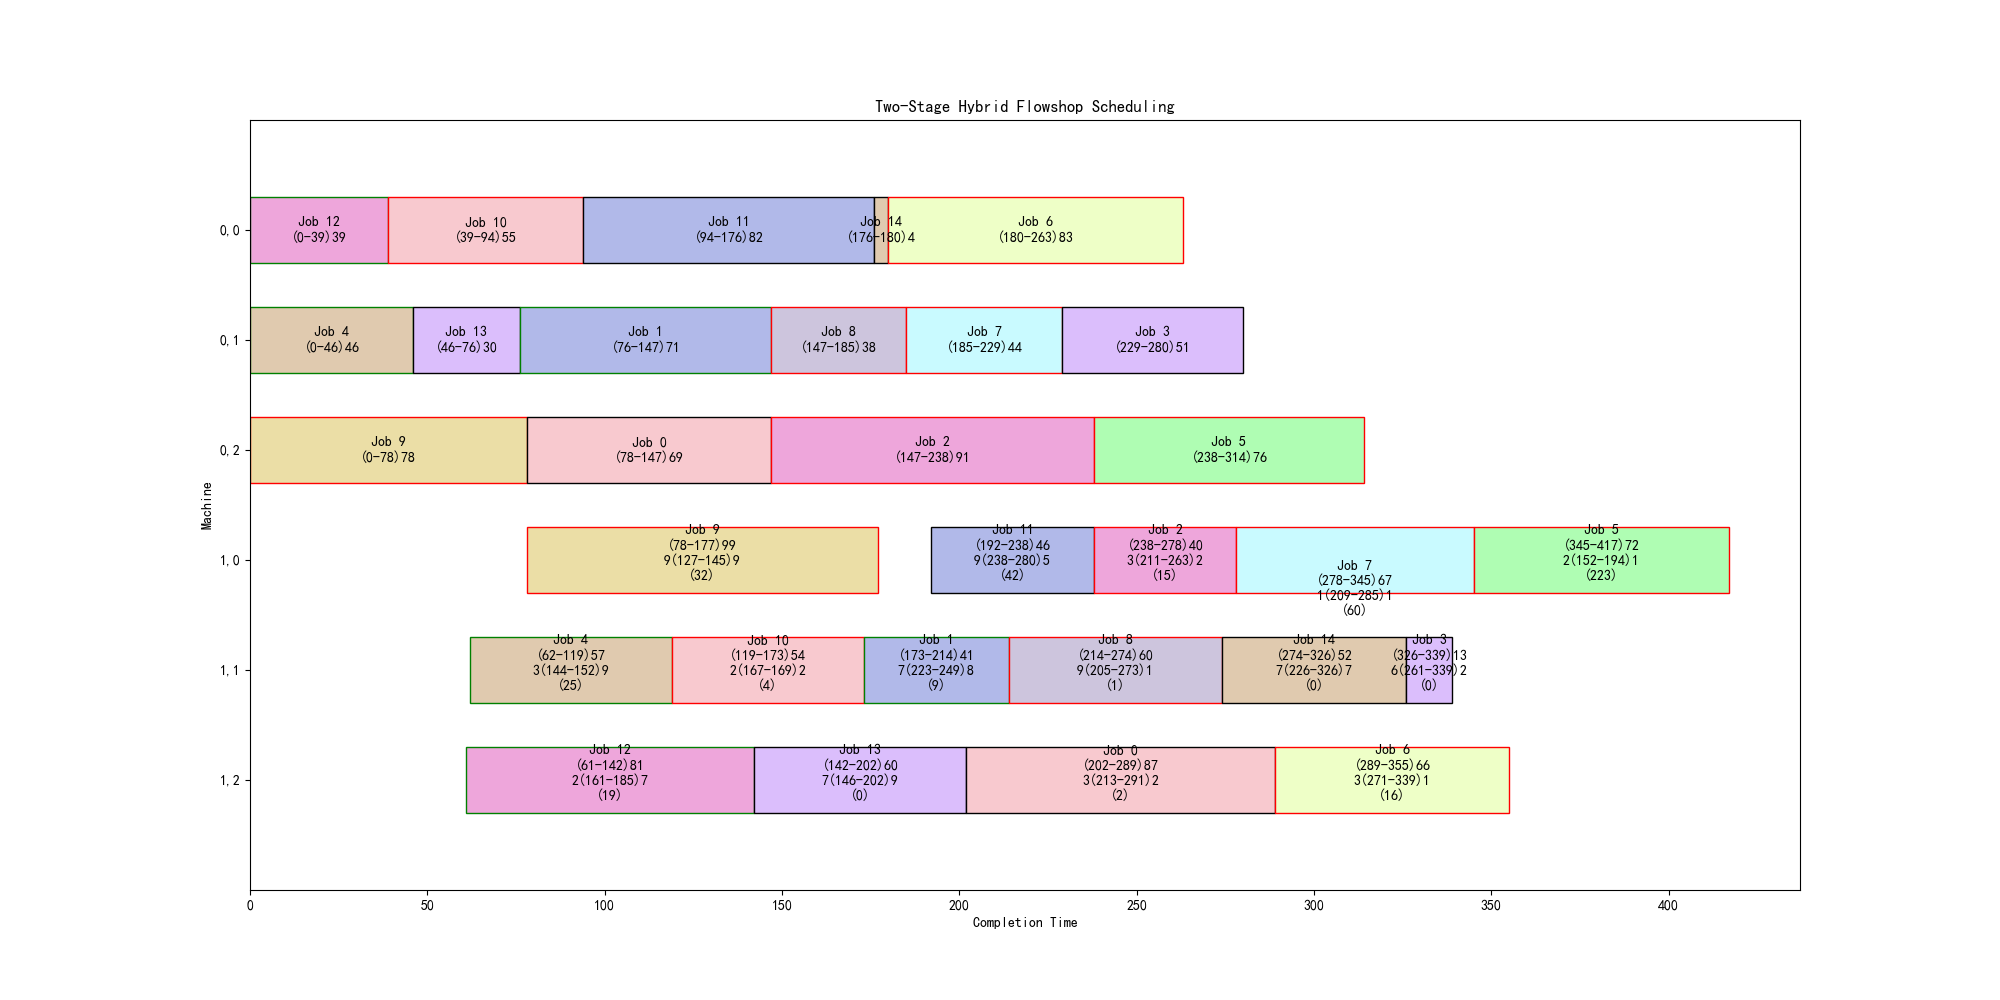 Two-Stage Hybrid Flowshop Scheduling
Machine
0,0
Job 12
(0-39)39
Job 10
(39-94)55
Job 11
(94-176)82
Job 14
(176-180)4
Job 6
(180-263)83
0,1
Job 4
(0-46)46
Job 13
(46-76)30
Job 1
(76-147)71
Job 8
(147-185)38
Job 7
(185-229)44
Job 3
(229-280)51
0,2
Job 9
(0-78)78
Job 0
(78-147)69
Job 2
(147-238)91
Job 5
(238-314)76
1,0
Job 9
(78-177)99
9(127-145)9
(32)
Job 11
(192-238)46
9(238-280)5
(42)
Job 2
(238-278)40
3(211-263)2
(15)
Job 7
(278-345)67
1(209-285)1
(60)
Job 5
(345-417)72
2(152-194)1
(223)
1,1
Job 4
(62-119)57
3(144-152)9
(25)
Job 10
(119-173)54
2(167-169)2
(4)
Job 1
(173-214)41
7(223-249)8
(9)
Job 8
(214-274)60
9(205-273)1
(1)
Job 14
(274-326)52
7(226-326)7
(0)
Job 3
(326-339)13
6(261-339)2
(0)
1,2
Job 12
(61-142)81
2(161-185)7
(19)
Job 13
(142-202)60
7(146-202)9
(0)
Job 0
(202-289)87
3(213-291)2
(2)
Job 6
(289-355)66
3(271-339)1
(16)
0
50
100
150
200
250
300
350
400
Completion Time